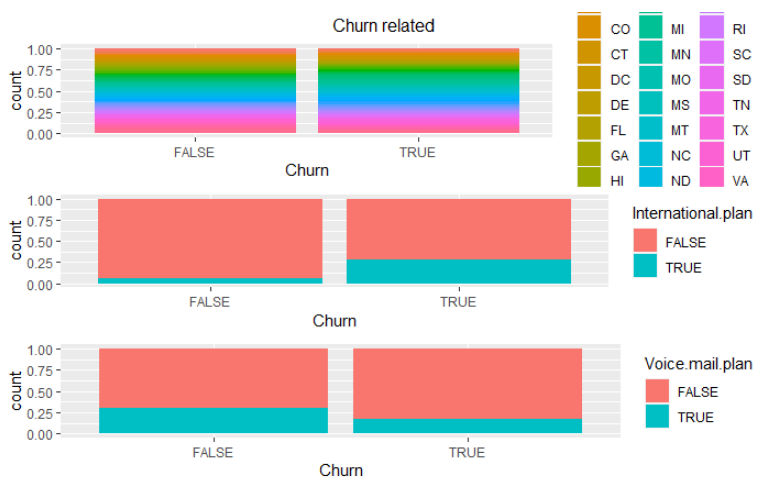 Churn related
1.00
0.75
0.50
0.25
0.00
count
FALSE TRUE
Churn
CO MI RI
CT MN SC
DC MO SD
DE MS TN
FL MT TX
GA NC UT
HI ND VA
1.00
0.75
0.50
0.25
0.00
count
FALSE TRUE
Churn
International.plan
FALSE
TRUE
1.00
0.75
0.50
0.25
0.00
count
FALSE TRUE
Churn
Voice.mail.plan
FALSE
TRUE